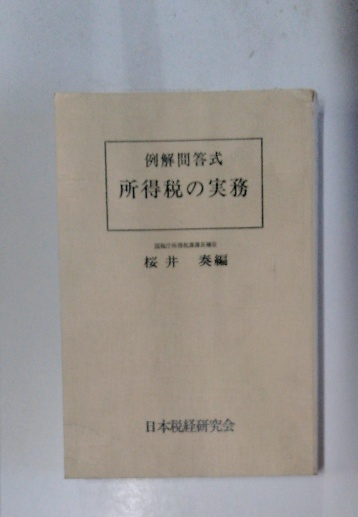 例解問答式
所得税の実務
桜井 奏編
日本税経研究会